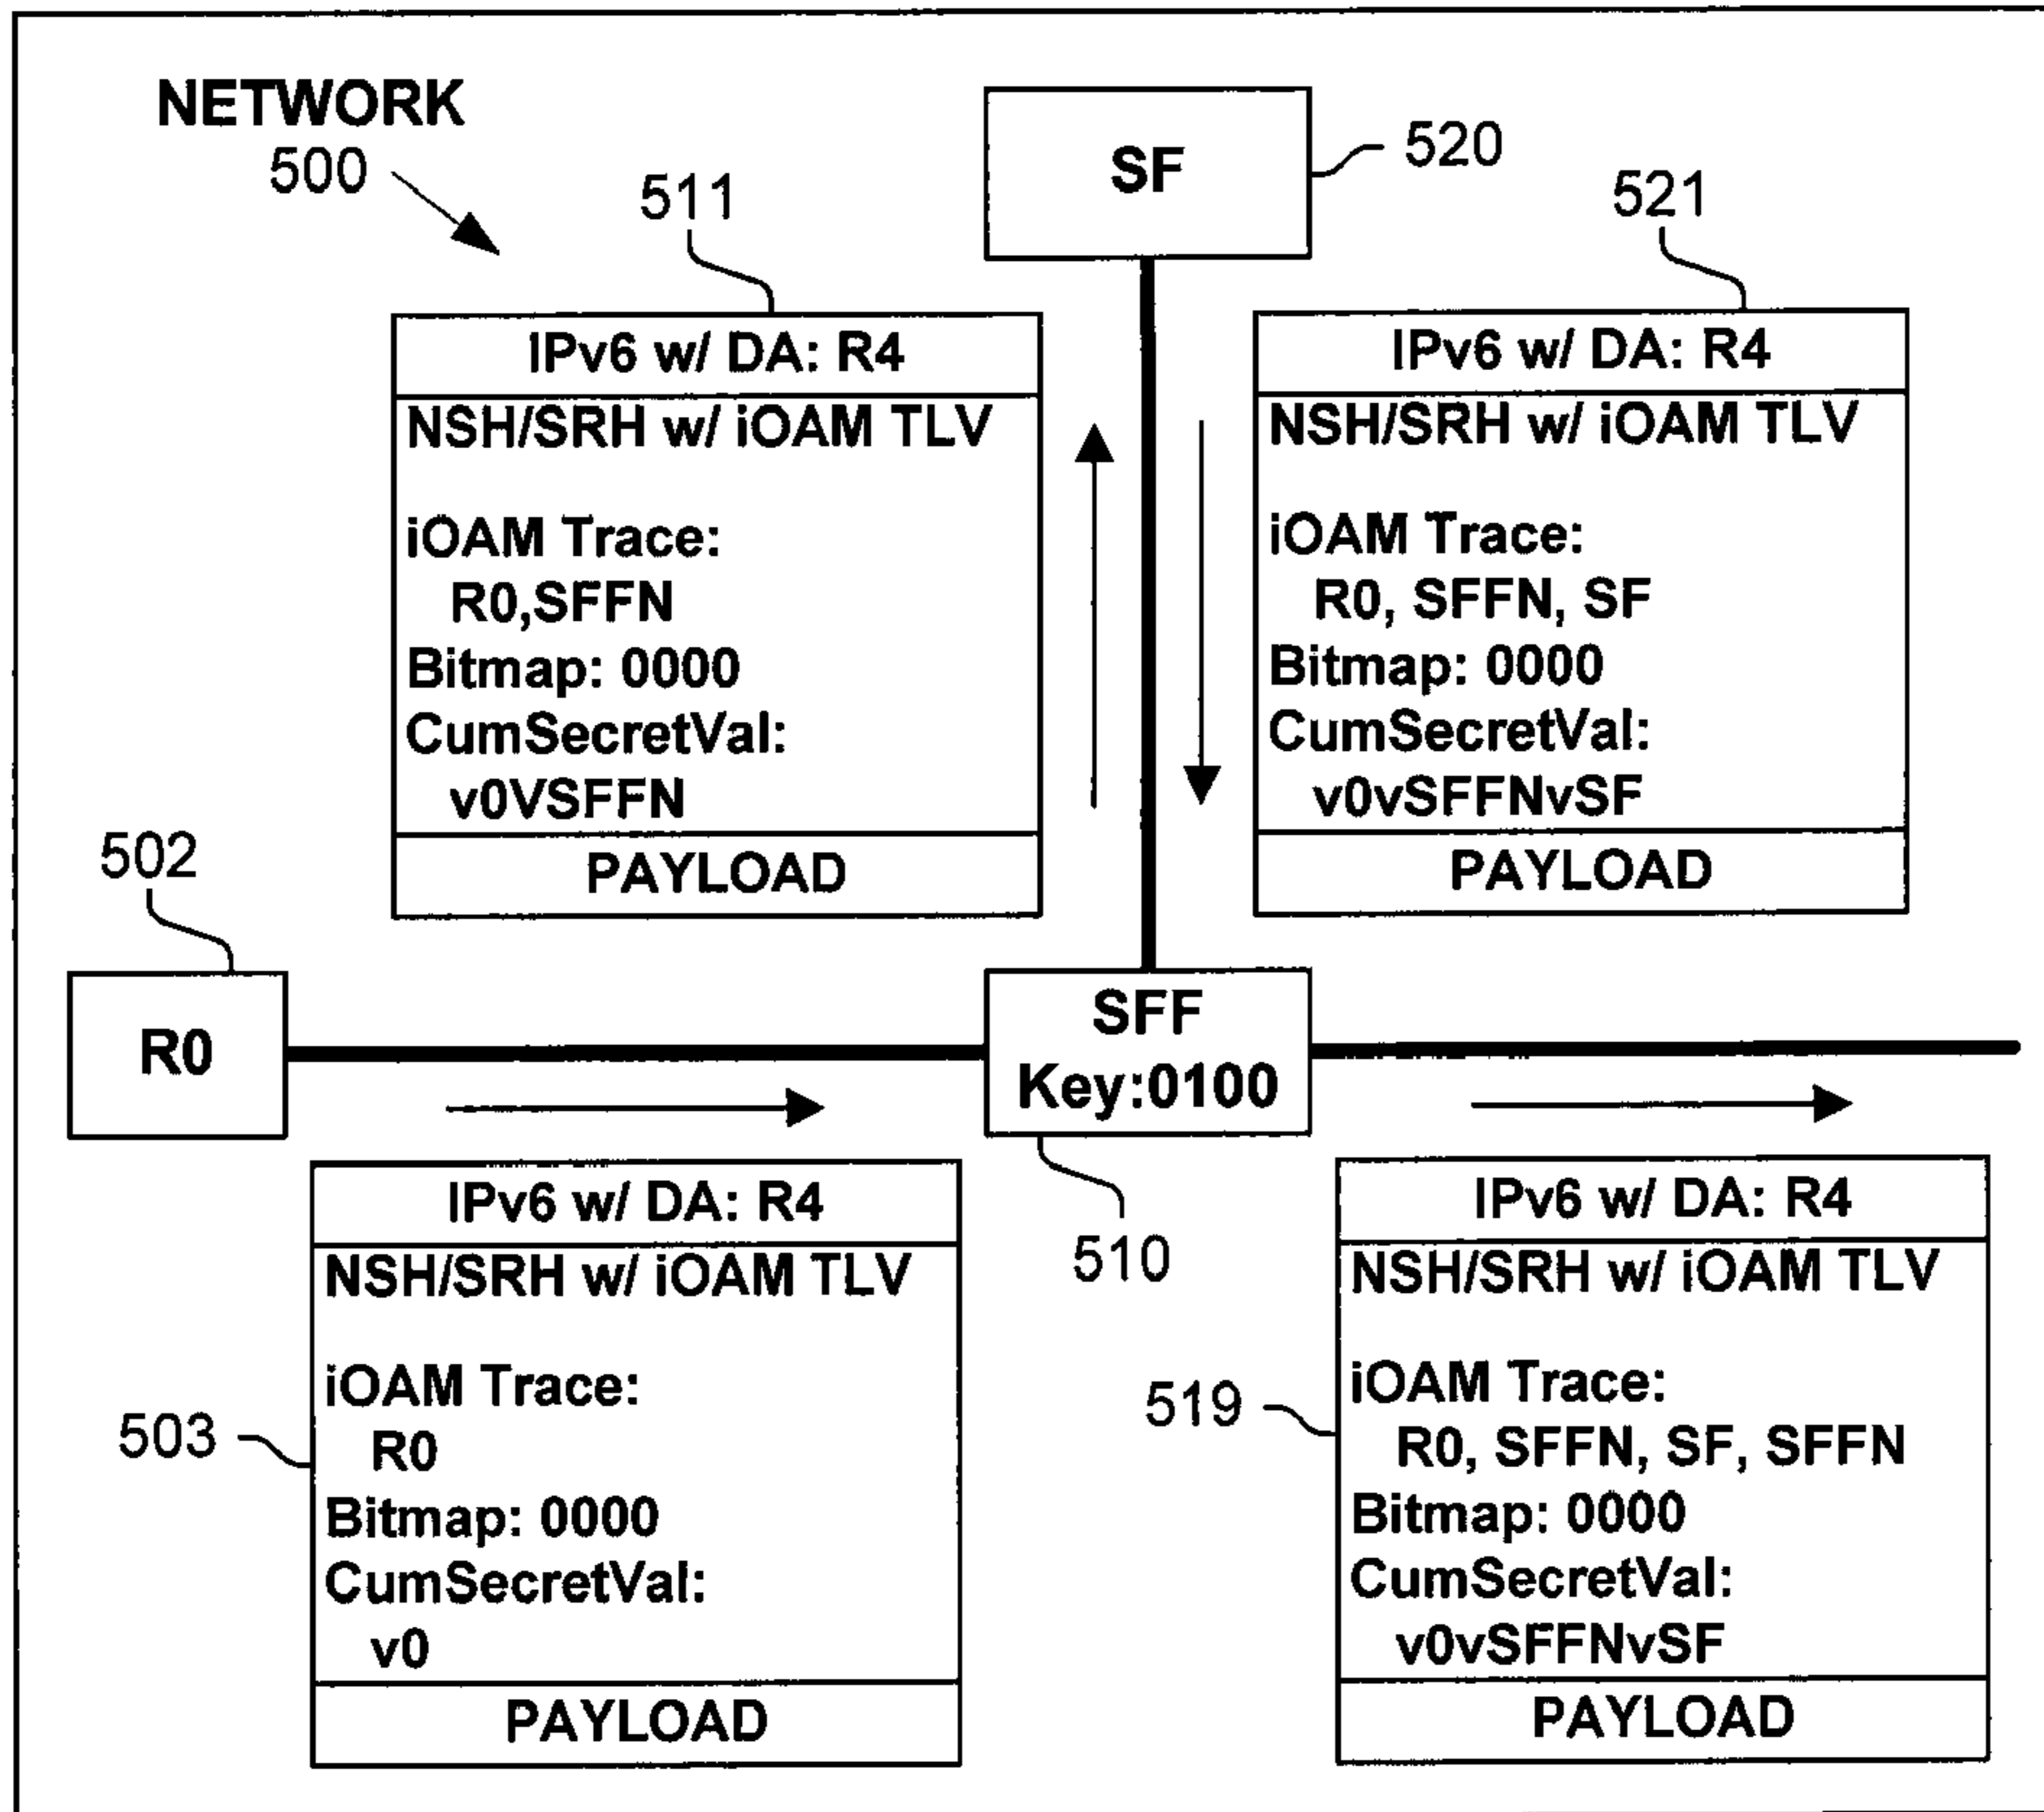 NETWORK
500
SF
520
511
521
IPv6 w/ DA: R4
NSH/SRH w/ iOAM TLV
iOAM Trace:
R0,SFFN
Bitmap: 0000
CumSecretVal:
v0VSFFN
PAYLOAD
IPv6 w/ DA: R4
NSH/SRH w/ iOAM TLV
iOAM Trace:
R0, SFFN, SF
Bitmap: 0000
CumSecretVal:
v0vSFFNvSF
PAYLOAD
502
R0
SFF
Key:0100
510
503
IPv6 w/ DA: R4
NSH/SRH w/ iOAM TLV
iOAM Trace:
R0
Bitmap: 0000
CumSecretVal:
v0
PAYLOAD
519
IPv6 w/ DA: R4
NSH/SRH w/ iOAM TLV
iOAM Trace:
R0, SFFN, SF, SFFN
Bitmap: 0000
CumSecretVal:
v0vSFFNvSF
PAYLOAD